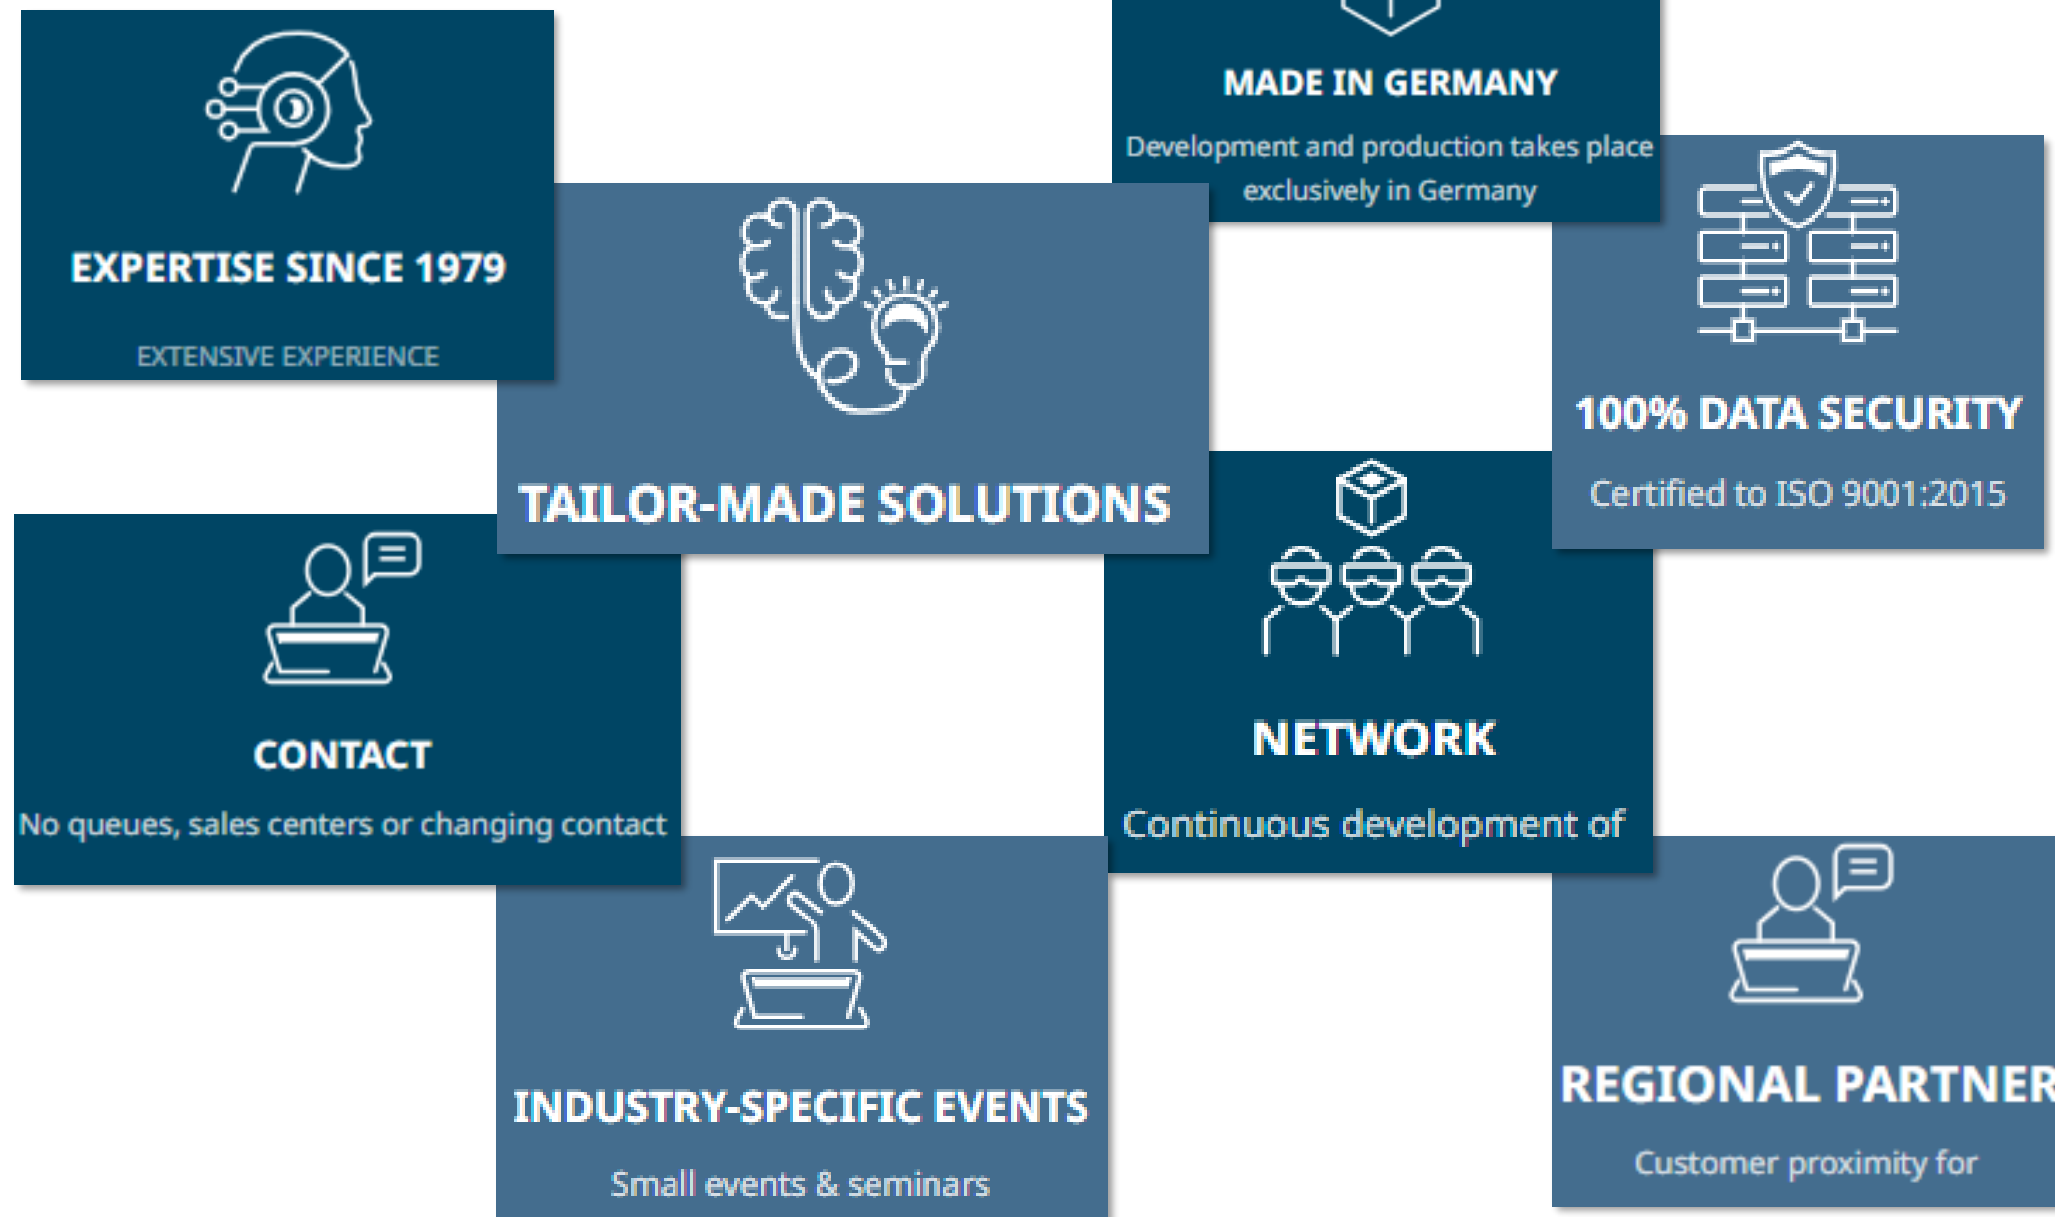 EXPERTISE SINCE 1979
EXTENSIVE EXPERIENCE
MADE IN GERMANY
Development and production takes place
exclusively in Germany
TAILOR-MADE SOLUTIONS
100% DATA SECURITY
Certified to ISO 9001:2015
CONTACT
No queues, sales centers or changing contact
NETWORK
Continuous development of
INDUSTRY-SPECIFIC EVENTS
Small events & seminars
REGIONAL PARTNER
Customer proximity for